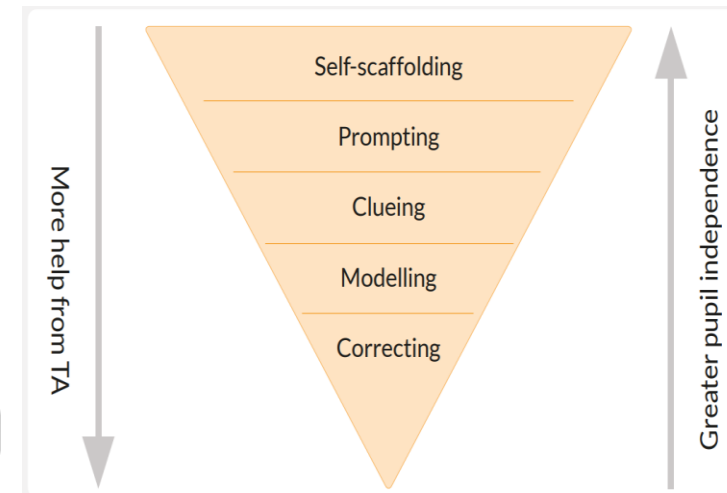 More help from TA
Self-scaffolding
Prompting
Clueing
Modelling
Correcting
Greater pupil independence